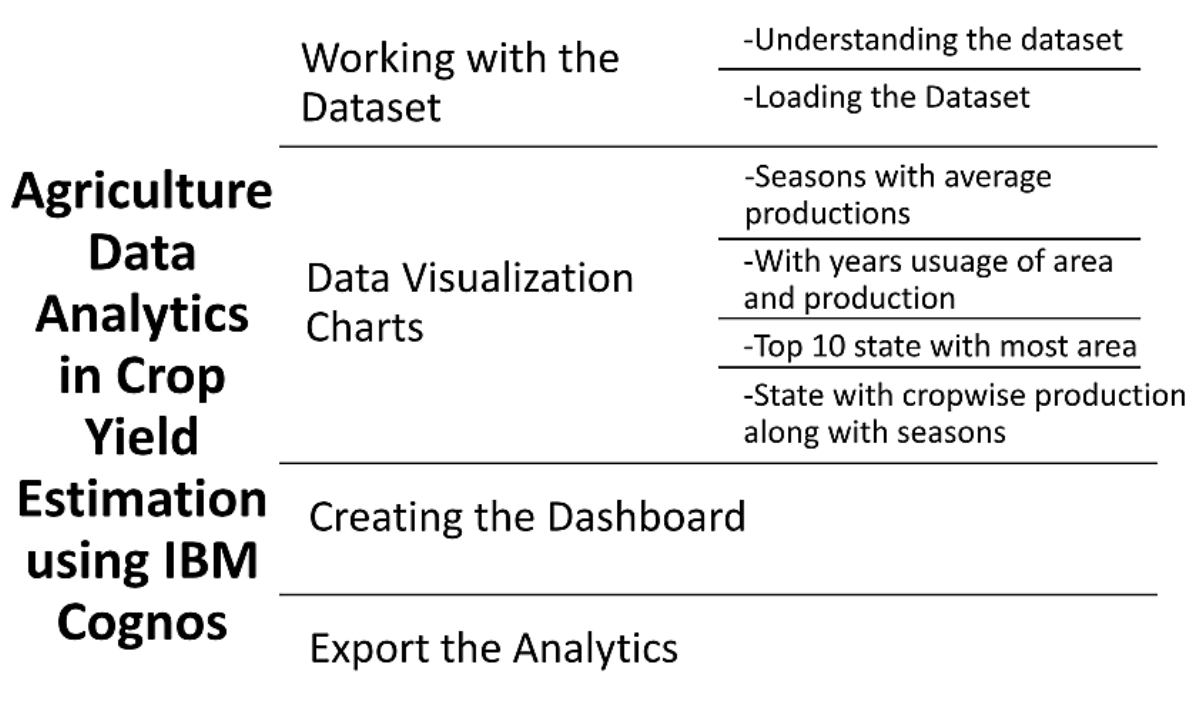 Agriculture
Data
Analytics
in Crop
Yield
Estimation
using IBM
Cognos
Working with the
Dataset
-Understanding the dataset
-Loading the Dataset
Data Visualization
Charts
-Seasons with average
productions
-With years usuage of area
and production
-Top 10 state with most area
-State with cropwise production
along with seasons
Creating the Dashboard
Export the Analytics